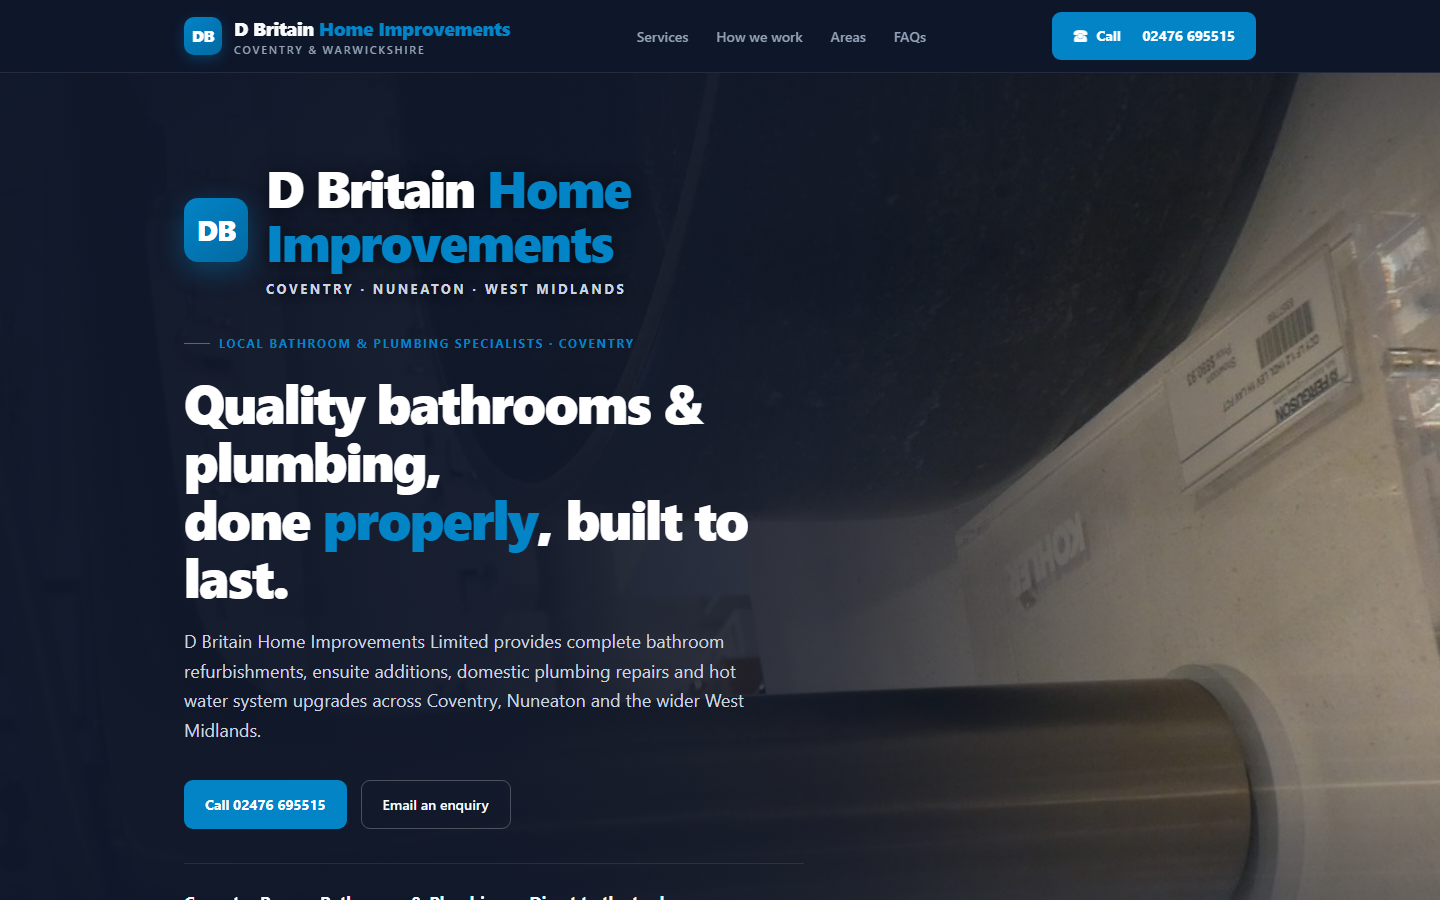 DB
D Britain Home Improvements
COVENTRY & WARWICKSHIRE
Services
How we work
Areas
FAQs
☎ Call 02476 695515
DB
D Britain Home
Improvements
COVENTRY · NUNEATON · WEST MIDLANDS
LOCAL BATHROOM & PLUMBING SPECIALISTS · COVENTRY
Quality bathrooms &
plumbing,
done properly, built to
last.
D Britain Home Improvements Limited provides complete bathroom
refurbishments, ensuite additions, domestic plumbing repairs and hot
water system upgrades across Coventry, Nuneaton and the wider West
Midlands.
Call 02476 695515
Email an enquiry
KOHLER
FERGUSON